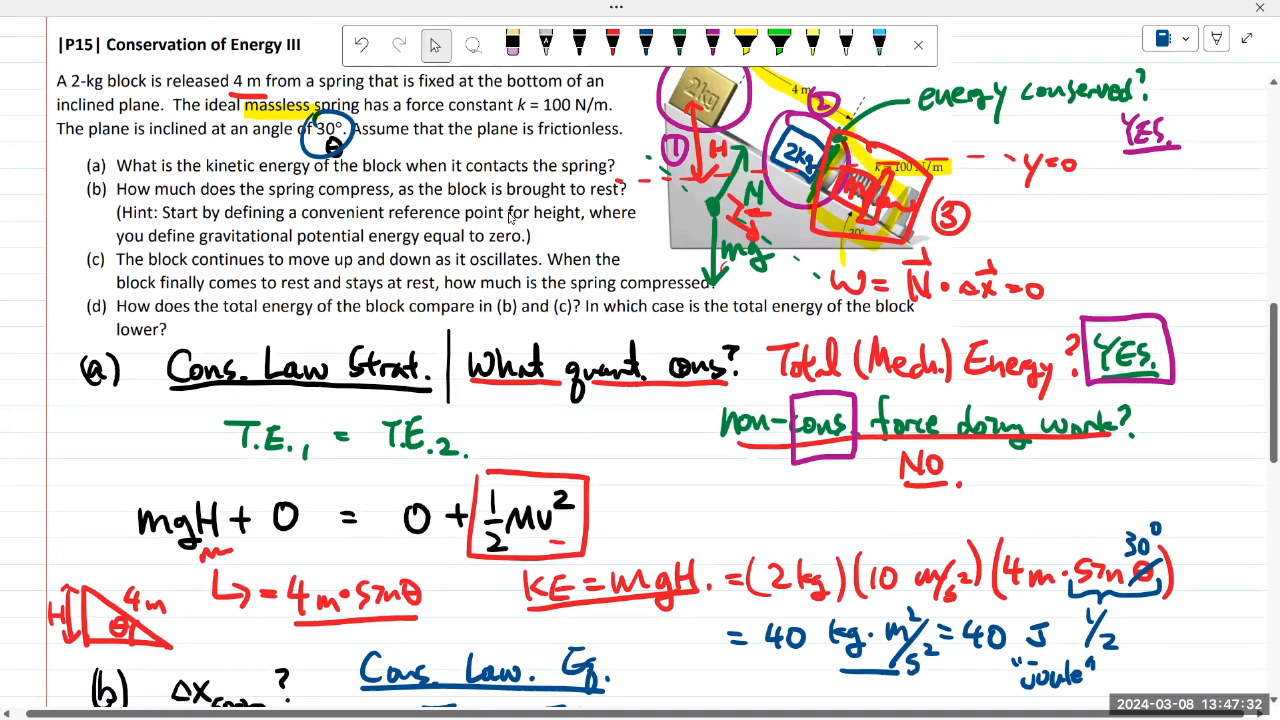 |P15| Conservation of Energy III
A 2-kg block is released 4 m from a spring that is fixed at the bottom of an
inclined plane. The ideal massless spring has a force constant k = 100 N/m.
The plane is inclined at an angle of 30°. Assume that the plane is frictionless.
θ
(a) What is the kinetic energy of the block when it contacts the spring?
(b) How much does the spring compress, as the block is brought to rest?
(Hint: Start by defining a convenient reference point for height, where
you define gravitational potential energy equal to zero.)
(c) The block continues to move up and down as it oscillates. When the
block finally comes to rest and stays at rest, how much is the spring compressed?
(d) How does the total energy of the block compare in (b) and (c)? In which case is the total energy of the block
lower?
2kg
4 m
②
energy conserved?
YES.
① H
2kg
k = 100 N/m
y=0
N
③
30°
mg
W = N · Δx = 0
(a) Cons. Law Strat. | What quant. cons? Total (Mech.) Energy? YES.
T.E.₁ = T.E.₂.
non-cons. force doing work?
NO.
mgH + 0 = 0 + 1/2 Mv²
H 4m θ
↳ = 4m·sinθ
KE = mgH. = (2kg)(10 m/s²)(4m·sin θ)
30°
1/2
= 40 kg·m²/s² = 40 J
"joule"
(b) ? Cons. Law. Eq.
2024-03-08 13:47:32